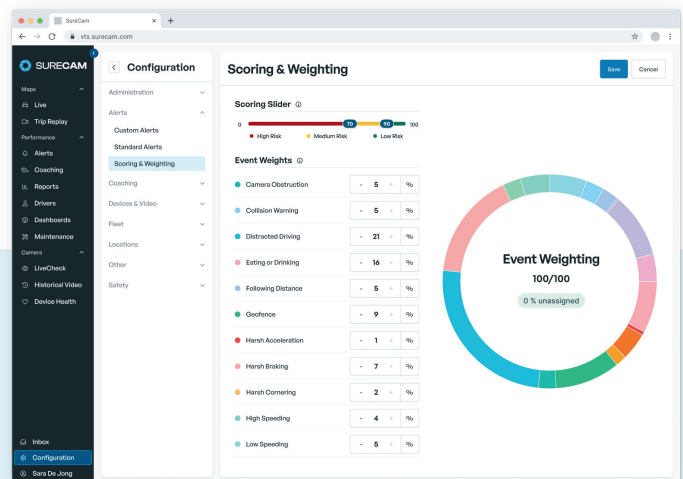 SureCam
vts.surecam.com
SURECAM
Maps
Live
Trip Replay
Performance
Alerts
Coaching
Reports
Drivers
Dashboards
Maintenance
Camera
LiveCheck
Historical Video
Device Health
Inbox
Configuration
Sara De Jong
Configuration
Administration
Alerts
Custom Alerts
Standard Alerts
Scoring & Weighting
Coaching
Devices & Video
Fleet
Locations
Other
Safety
Scoring & Weighting
Save
Cancel
Scoring Slider
0 70 90 100
High Risk Medium Risk Low Risk
Event Weights
Camera Obstruction - 5 + %
Collision Warning - 5 + %
Distracted Driving - 21 + %
Eating or Drinking - 16 + %
Following Distance - 5 + %
Geofence - 9 + %
Harsh Acceleration - 1 + %
Harsh Braking - 7 + %
Harsh Cornering - 2 + %
High Speeding - 4 + %
Low Speeding - 5 + %
Event Weighting
100/100
0 % unassigned